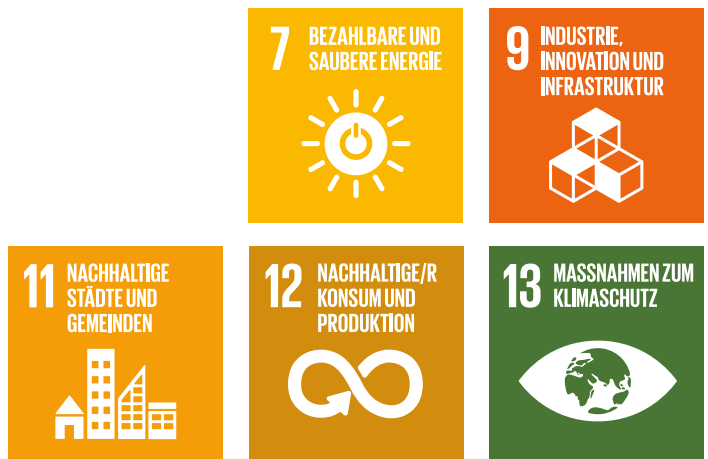 7
BEZAHLBARE UND
SAUBERE ENERGIE
9
INDUSTRIE,
INNOVATION UND
INFRASTRUKTUR
11
NACHHALTIGE
STÄDTE UND
GEMEINDEN
12
NACHHALTIGE/R
KONSUM UND
PRODUKTION
13
MASSNAHMEN ZUM
KLIMASCHUTZ